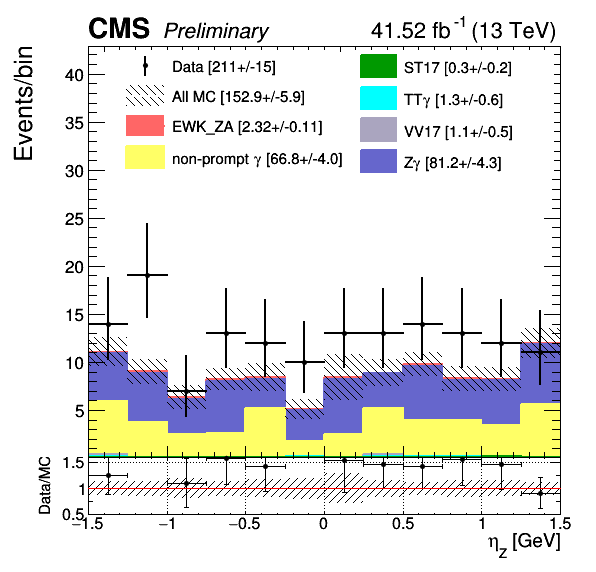 CMS Preliminary 41.52 fb⁻¹ (13 TeV)
Events/bin
Data [211+/-15]
All MC [152.9+/-5.9]
EWK_ZA [2.32+/-0.11]
non-prompt γ [66.8+/-4.0]
ST17 [0.3+/-0.2]
TTγ [1.3+/-0.6]
VV17 [1.1+/-0.5]
Zγ [81.2+/-4.3]
40
35
30
25
20
15
10
5
Data/MC
1.5
1
0.5
−1.5 −1 −0.5 0 0.5 1 1.5
η_Z [GeV]